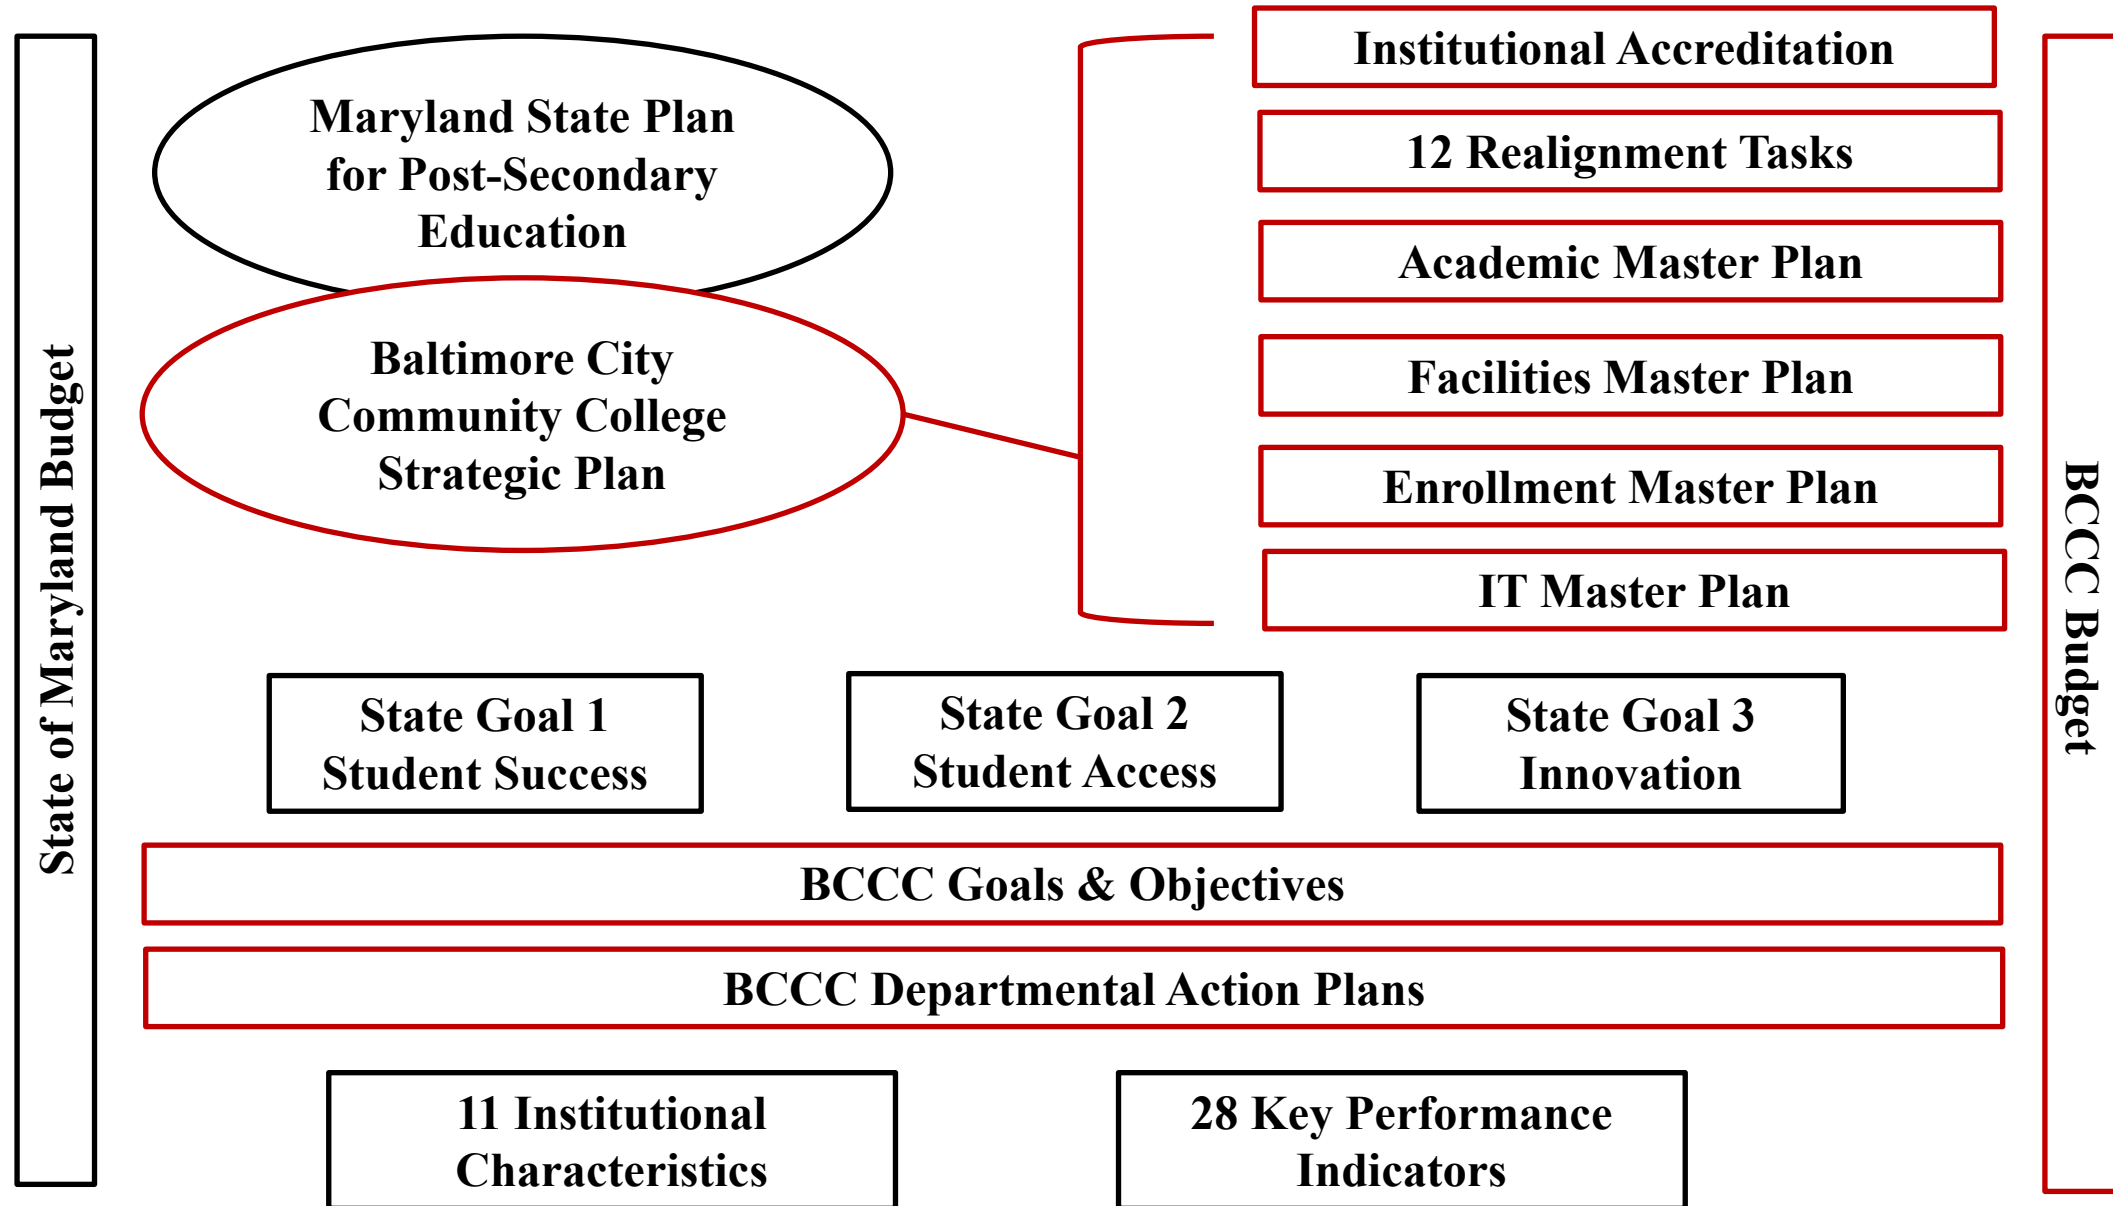 State of Maryland Budget
Maryland State Plan
for Post-Secondary
Education
Baltimore City
Community College
Strategic Plan
Institutional Accreditation
12 Realignment Tasks
Academic Master Plan
Facilities Master Plan
Enrollment Master Plan
IT Master Plan
BCCC Budget
State Goal 1
Student Success
State Goal 2
Student Access
State Goal 3
Innovation
BCCC Goals & Objectives
BCCC Departmental Action Plans
11 Institutional
Characteristics
28 Key Performance
Indicators